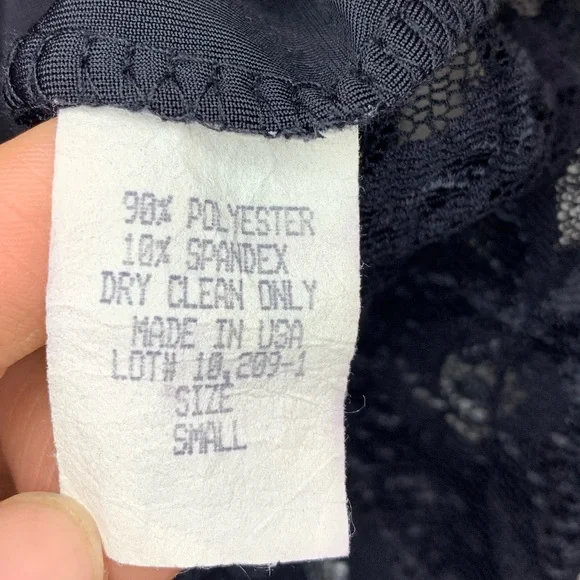 90% POLYESTER
10% SPANDEX
DRY CLEAN ONLY
MADE IN USA
LOT# 10,209-1
SIZE
SMALL